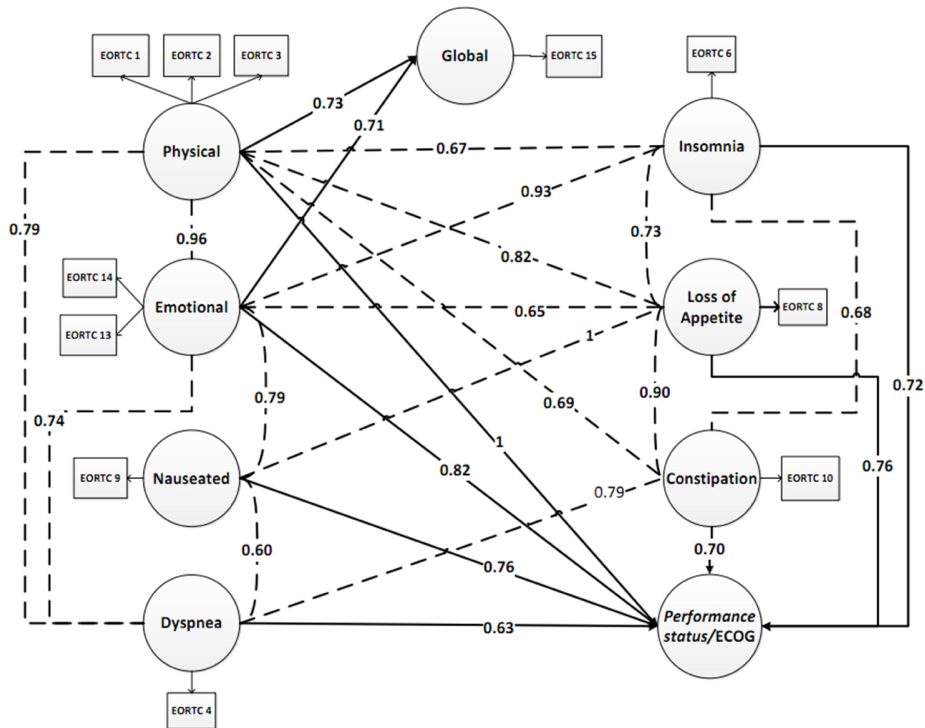 EORTC 1
EORTC 2
EORTC 3
Global
EORTC 15
EORTC 6
0.73
0.71
Physical
0.67
Insomnia
0.93
0.79
0.96
0.73
0.82
EORTC 14
Emotional
0.65
Loss of
Appetite
EORTC 8
EORTC 13
1
0.68
0.79
0.69
0.90
0.72
0.74
1
0.82
0.76
EORTC 9
Nauseated
0.79
Constipation
EORTC 10
0.60
0.76
0.70
Dyspnea
0.63
Performance
status/ECOG
EORTC 4